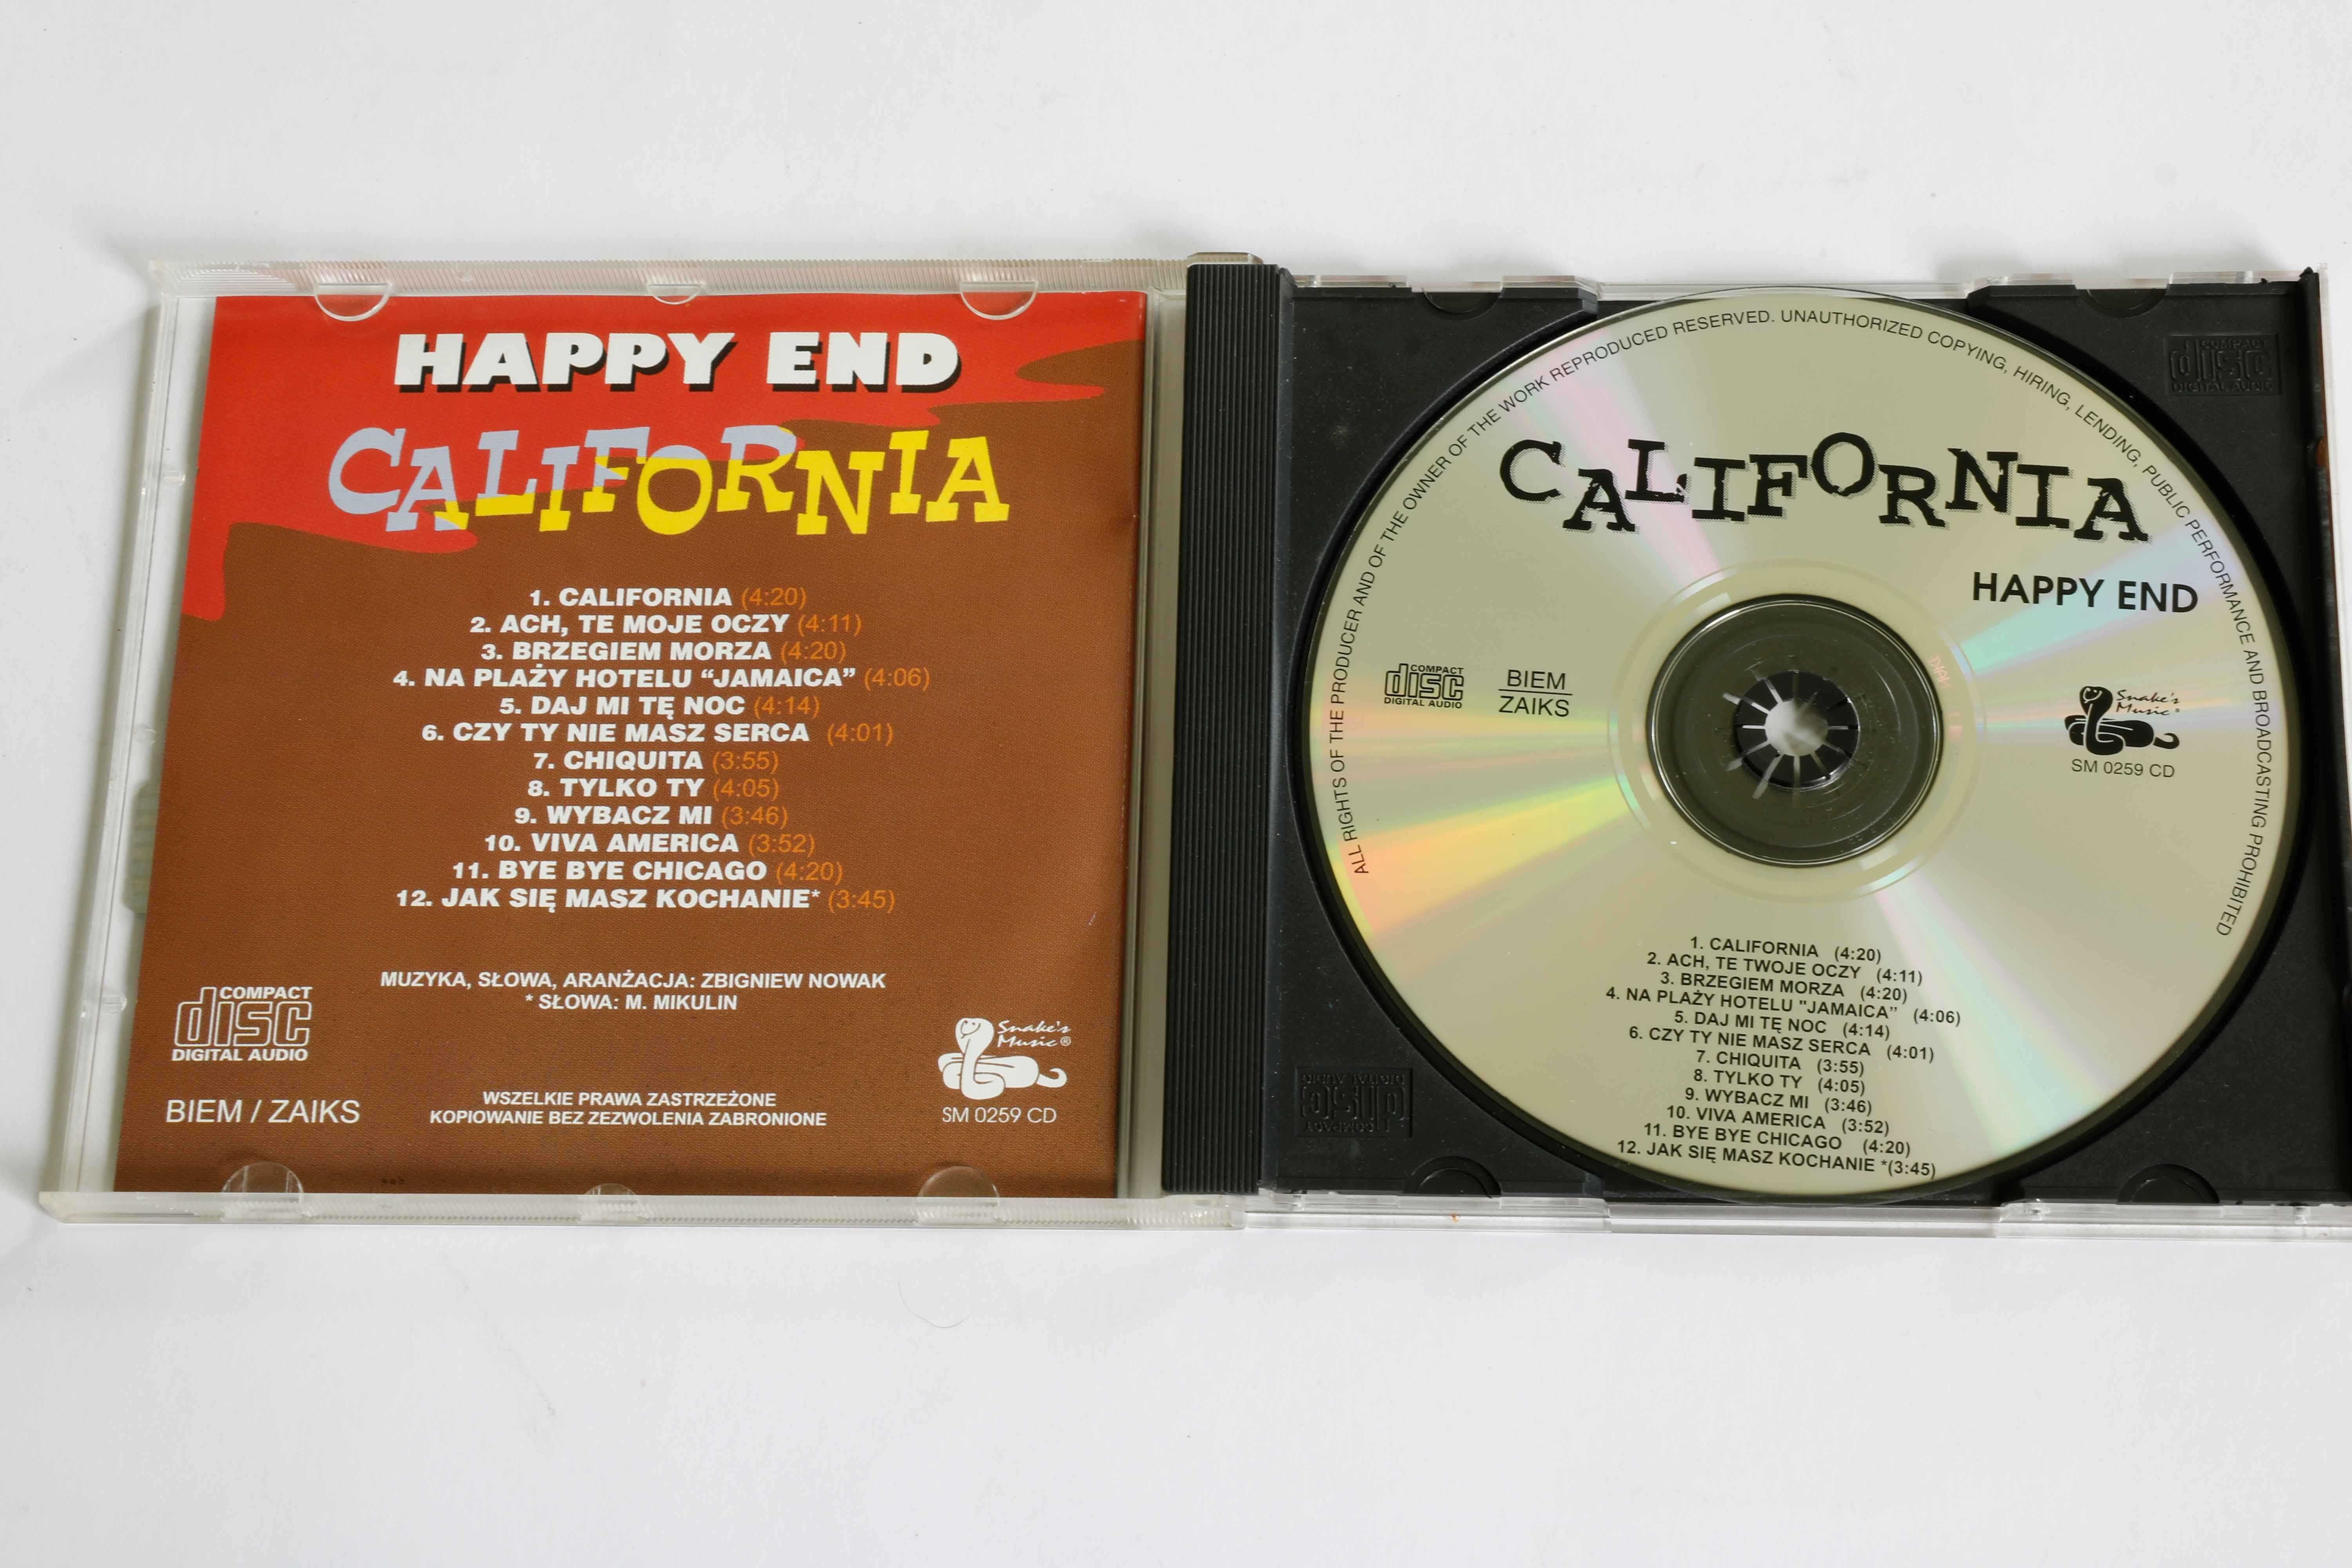 HAPPY END
CALIFORNIA
1. CALIFORNIA (4:20)
2. ACH, TE MOJE OCZY (4:11)
3. BRZEGIEM MORZA (4:20)
4. NA PLAŻY HOTELU “JAMAICA” (4:06)
5. DAJ MI TĘ NOC (4:14)
6. CZY TY NIE MASZ SERCA (4:01)
7. CHIQUITA (3:55)
8. TYLKO TY (4:05)
9. WYBACZ MI (3:46)
10. VIVA AMERICA (3:52)
11. BYE BYE CHICAGO (4:20)
12. JAK SIĘ MASZ KOCHANIE* (3:45)
MUZYKA, SŁOWA, ARANŻACJA: ZBIGNIEW NOWAK
* SŁOWA: M. MIKULIN
COMPACT
disc
DIGITAL AUDIO
BIEM / ZAIKS
WSZELKIE PRAWA ZASTRZEŻONE
KOPIOWANIE BEZ ZEZWOLENIA ZABRONIONE
Snake's
Music®
SM 0259 CD
ALL RIGHTS OF THE PRODUCER AND OF THE OWNER OF THE WORK REPRODUCED RESERVED. UNAUTHORIZED COPYING, HIRING, LENDING, PUBLIC PERFORMANCE AND BROADCASTING PROHIBITED
CALIFORNIA
HAPPY END
COMPACT
disc
DIGITAL AUDIO
BIEM
ZAIKS
Snake's
Music®
SM 0259 CD
1. CALIFORNIA (4:20)
2. ACH, TE TWOJE OCZY (4:11)
3. BRZEGIEM MORZA (4:20)
4. NA PLAŻY HOTELU "JAMAICA" (4:06)
5. DAJ MI TĘ NOC (4:14)
6. CZY TY NIE MASZ SERCA (4:01)
7. CHIQUITA (3:55)
8. TYLKO TY (4:05)
9. WYBACZ MI (3:46)
10. VIVA AMERICA (3:52)
11. BYE BYE CHICAGO (4:20)
12. JAK SIĘ MASZ KOCHANIE *(3:45)
COMPACT
disc
DIGITAL AUDIO
COMPACT
disc
DIGITAL AUDIO